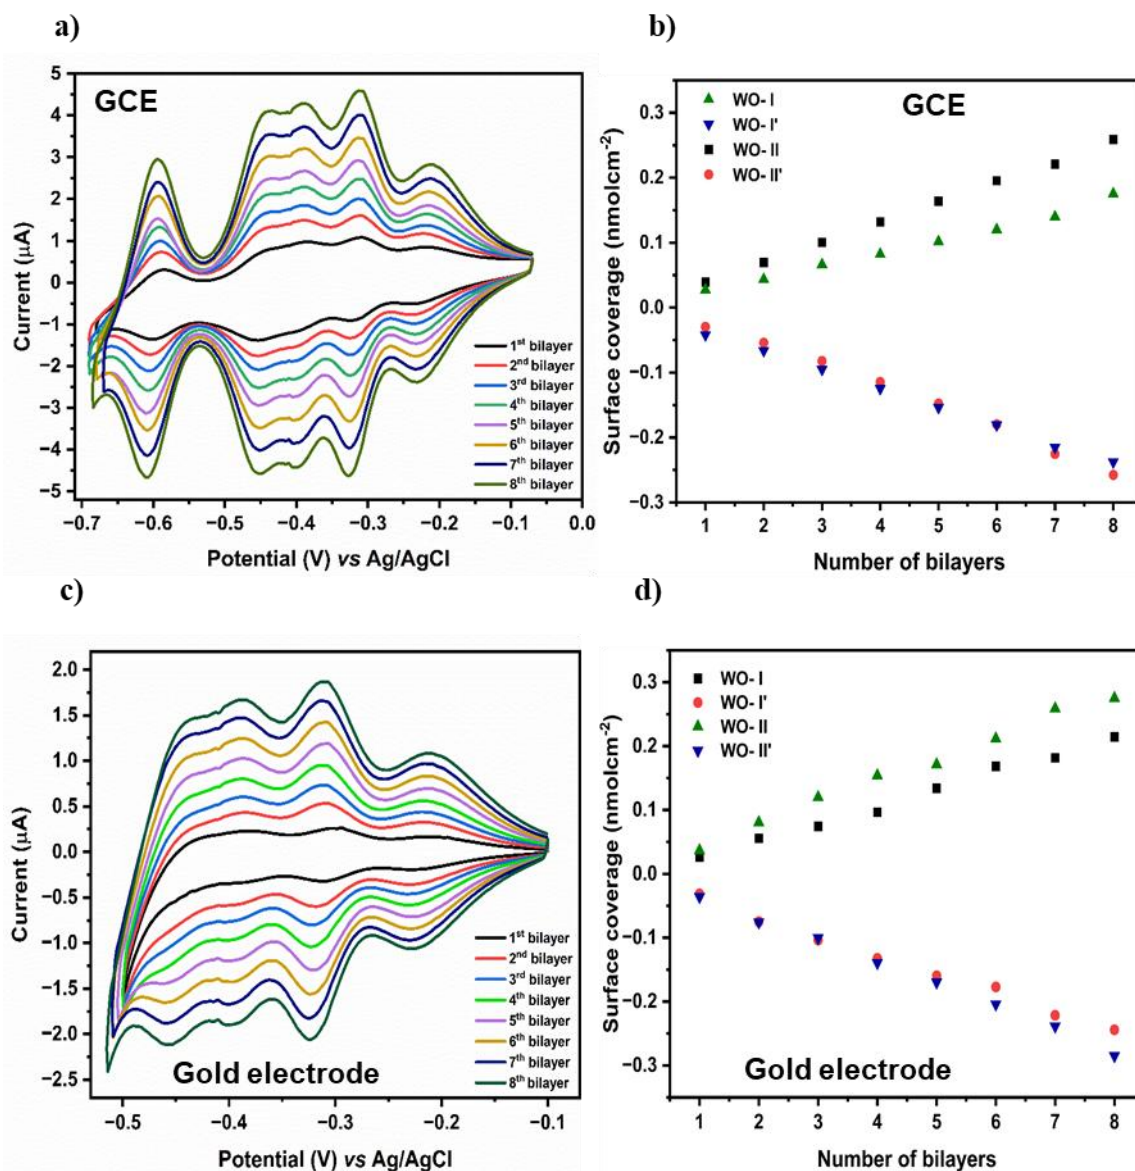 a)
GCE
5
4
3
2
1
0
−1
−2
−3
−4
−5
Current (μA)
1st bilayer
2nd bilayer
3rd bilayer
4th bilayer
5th bilayer
6th bilayer
7th bilayer
8th bilayer
−0.7 −0.6 −0.5 −0.4 −0.3 −0.2 −0.1 0.0
Potential (V) vs Ag/AgCl
b)
GCE
WO- I
WO- I'
WO- II
WO- II'
0.3
0.2
0.1
0.0
−0.1
−0.2
−0.3
Surface coverage (nmolcm-2)
1 2 3 4 5 6 7 8
Number of bilayers
c)
2.0
1.5
1.0
0.5
0.0
−0.5
−1.0
−1.5
−2.0
−2.5
Current (μA)
1st bilayer
2nd bilayer
3rd bilayer
4th bilayer
5th bilayer
6th bilayer
7th bilayer
8th bilayer
Gold electrode
−0.5 −0.4 −0.3 −0.2 −0.1
Potential (V) vs Ag/AgCl
d)
WO- I
WO- I'
WO- II
WO- II'
0.3
0.2
0.1
0.0
−0.1
−0.2
−0.3
Surface coverage (nmolcm-2)
Gold electrode
1 2 3 4 5 6 7 8
Number of bilayers